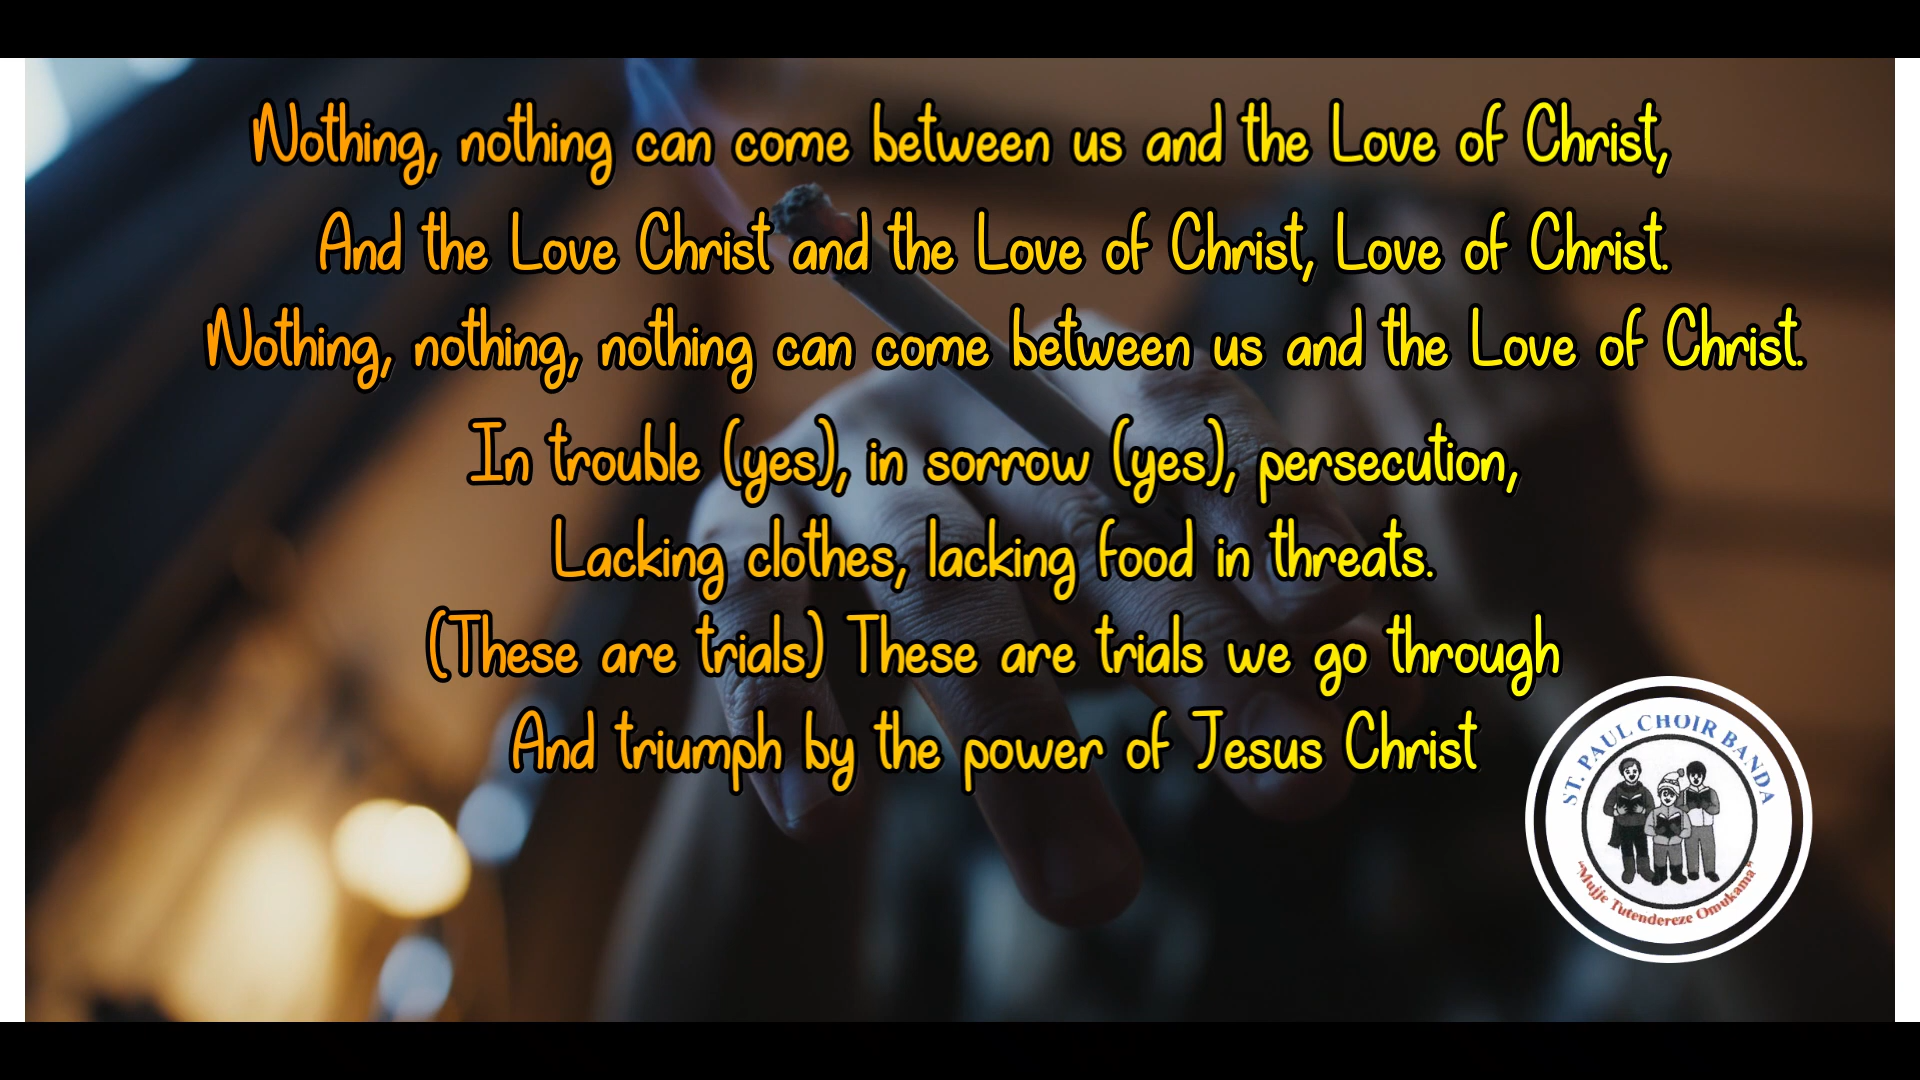 Nothing, nothing can come between us and the Love of Christ,
And the Love Christ and the Love of Christ, Love of Christ.
Nothing, nothing, nothing can come between us and the Love of Christ.
In trouble (yes), in sorrow (yes), persecution,
Lacking clothes, lacking food in threats.
(These are trials) These are trials we go through
And triumph by the power of Jesus Christ
ST. PAUL CHOIR BANDA
"Mujje Tutendereze Omukama"